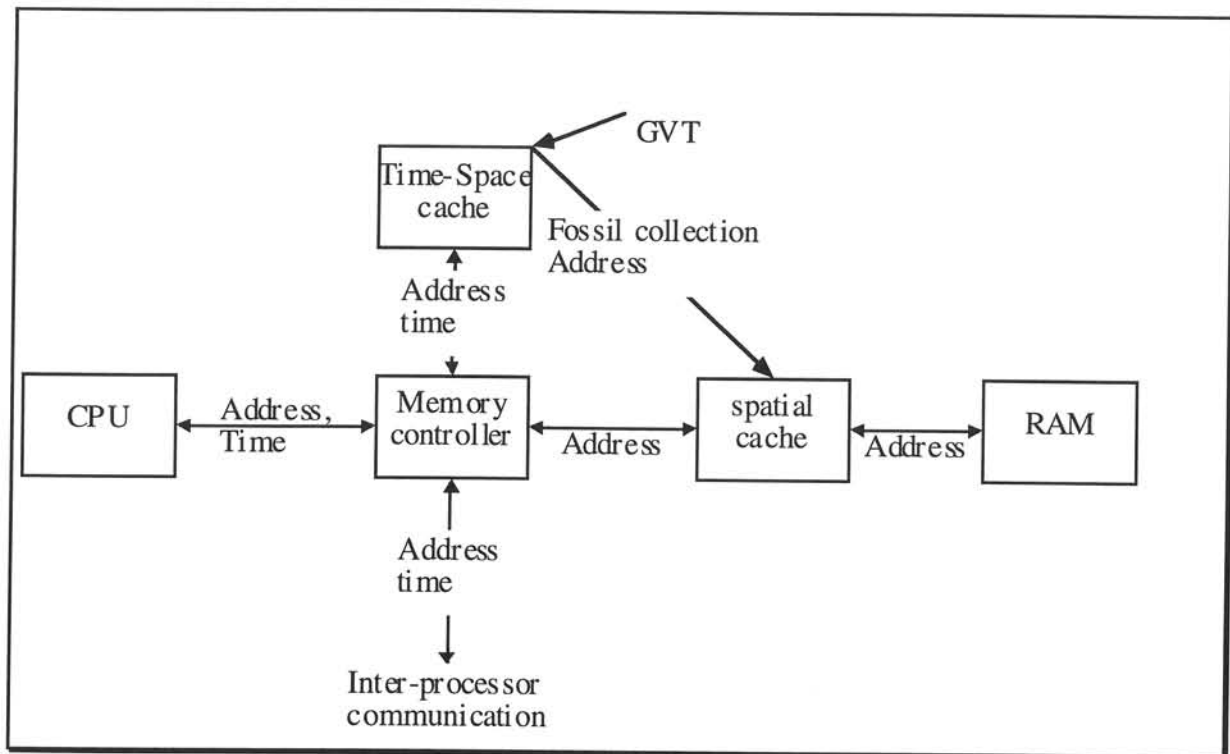 GVT
Time-Space
cache
Fossil collection
Address
Address
time
CPU
Address,
Time
Memory
controller
Address
spatial
cache
Address
RAM
Address
time
Inter-processor
communication